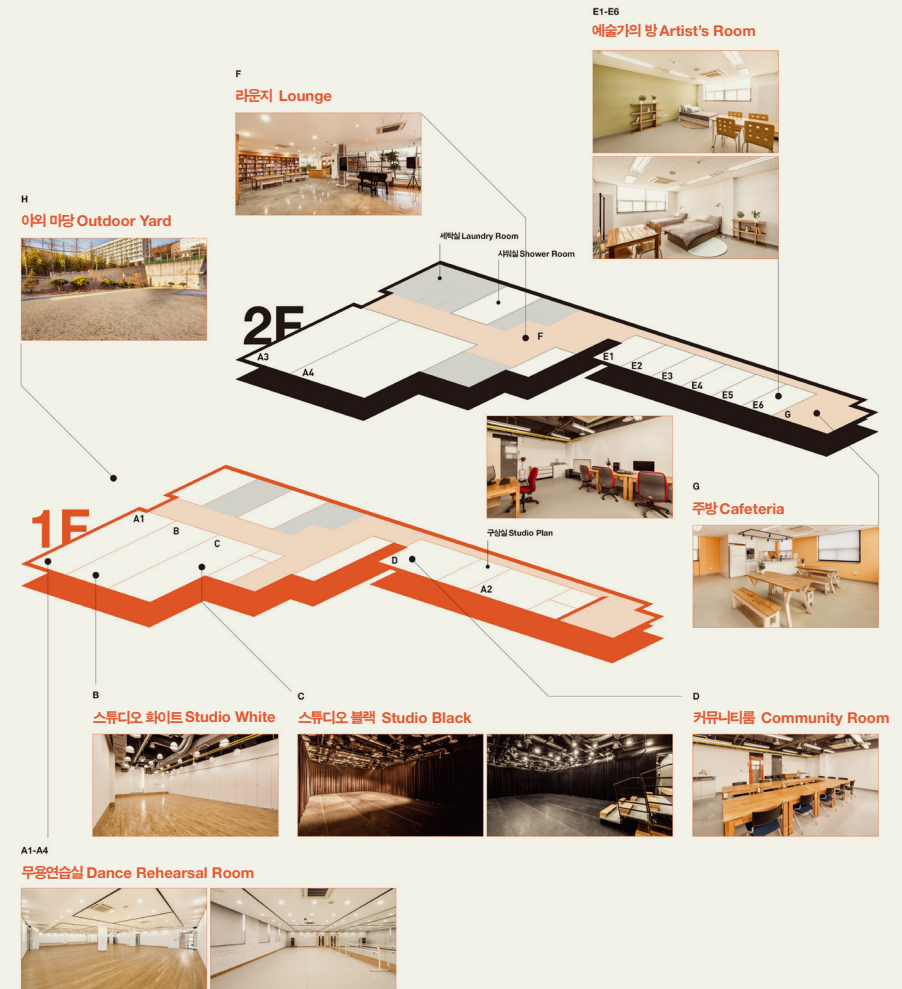 E1-E6
예술가의 방 Artist's Room
F
라운지 Lounge
H
야외 마당 Outdoor Yard
세탁실 Laundry Room
샤워실 Shower Room
2F
A3
A4
F
E1
E2
E3
E4
E5
E6
G
G
주방 Cafeteria
1F
A1
B
C
구상실 Studio Plan
D
A2
B
스튜디오 화이트 Studio White
C
스튜디오 블랙 Studio Black
D
커뮤니티룸 Community Room
A1-A4
무용연습실 Dance Rehearsal Room